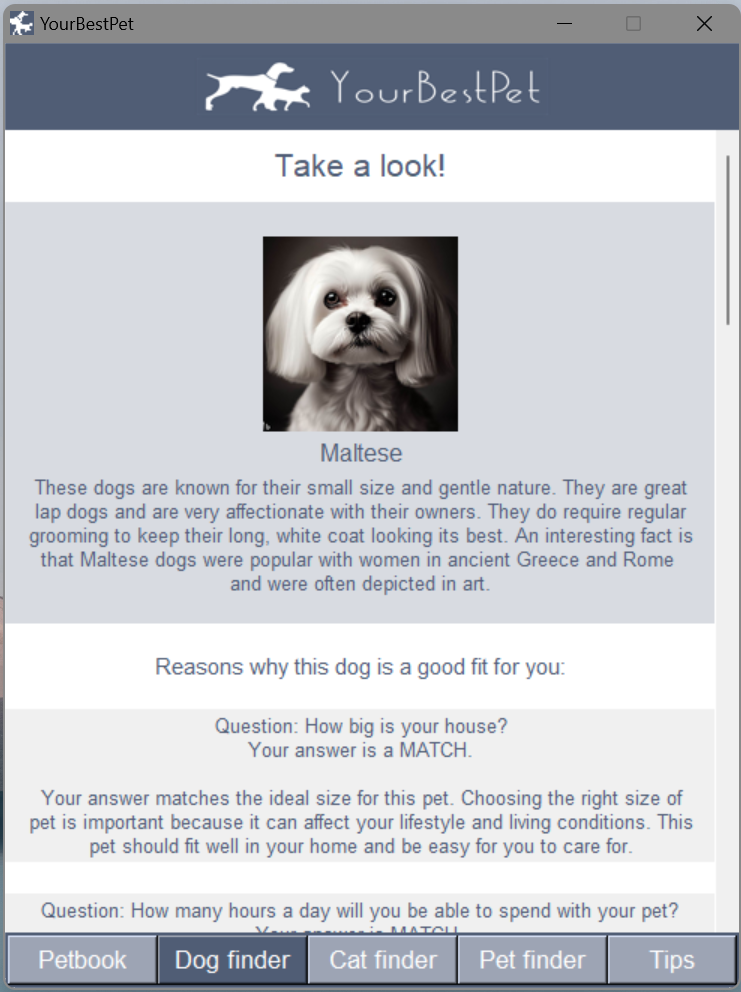 YourBestPet
YourBestPet
Take a look!
Maltese
These dogs are known for their small size and gentle nature. They are great
lap dogs and are very affectionate with their owners. They do require regular
grooming to keep their long, white coat looking its best. An interesting fact is
that Maltese dogs were popular with women in ancient Greece and Rome
and were often depicted in art.
Reasons why this dog is a good fit for you:
Question: How big is your house?
Your answer is a MATCH.
Your answer matches the ideal size for this pet. Choosing the right size of
pet is important because it can affect your lifestyle and living conditions. This
pet should fit well in your home and be easy for you to care for.
Question: How many hours a day will you be able to spend with your pet?
Your answer is a MATCH.
Petbook Dog finder Cat finder Pet finder Tips